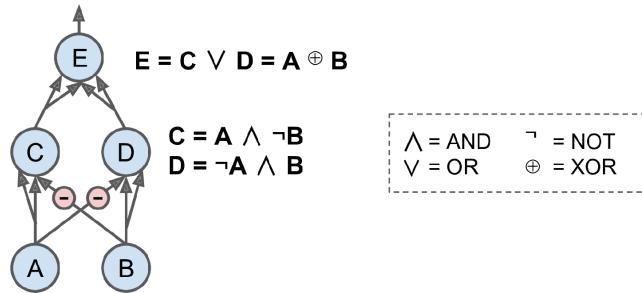 E
E = C ∨ D = A ⊕ B
C D
C = A ∧ ¬B
D = ¬A ∧ B
- -
A B
∧ = AND ¬ = NOT
∨ = OR ⊕ = XOR